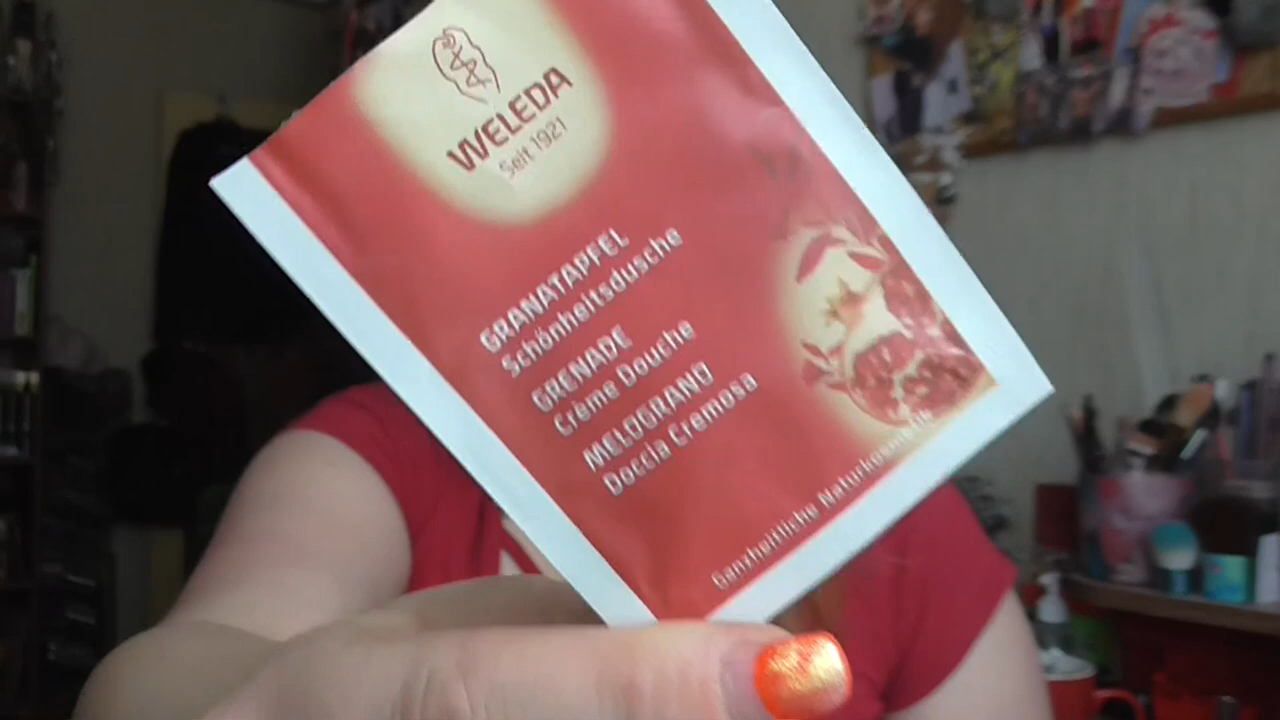 WELEDA
Seit 1921
GRANATAPFEL
Schönheitsdusche
GRENADE
Crème Douche
MELOGRANO
Doccia Cremosa
Ganzheitliche Naturkosmetik